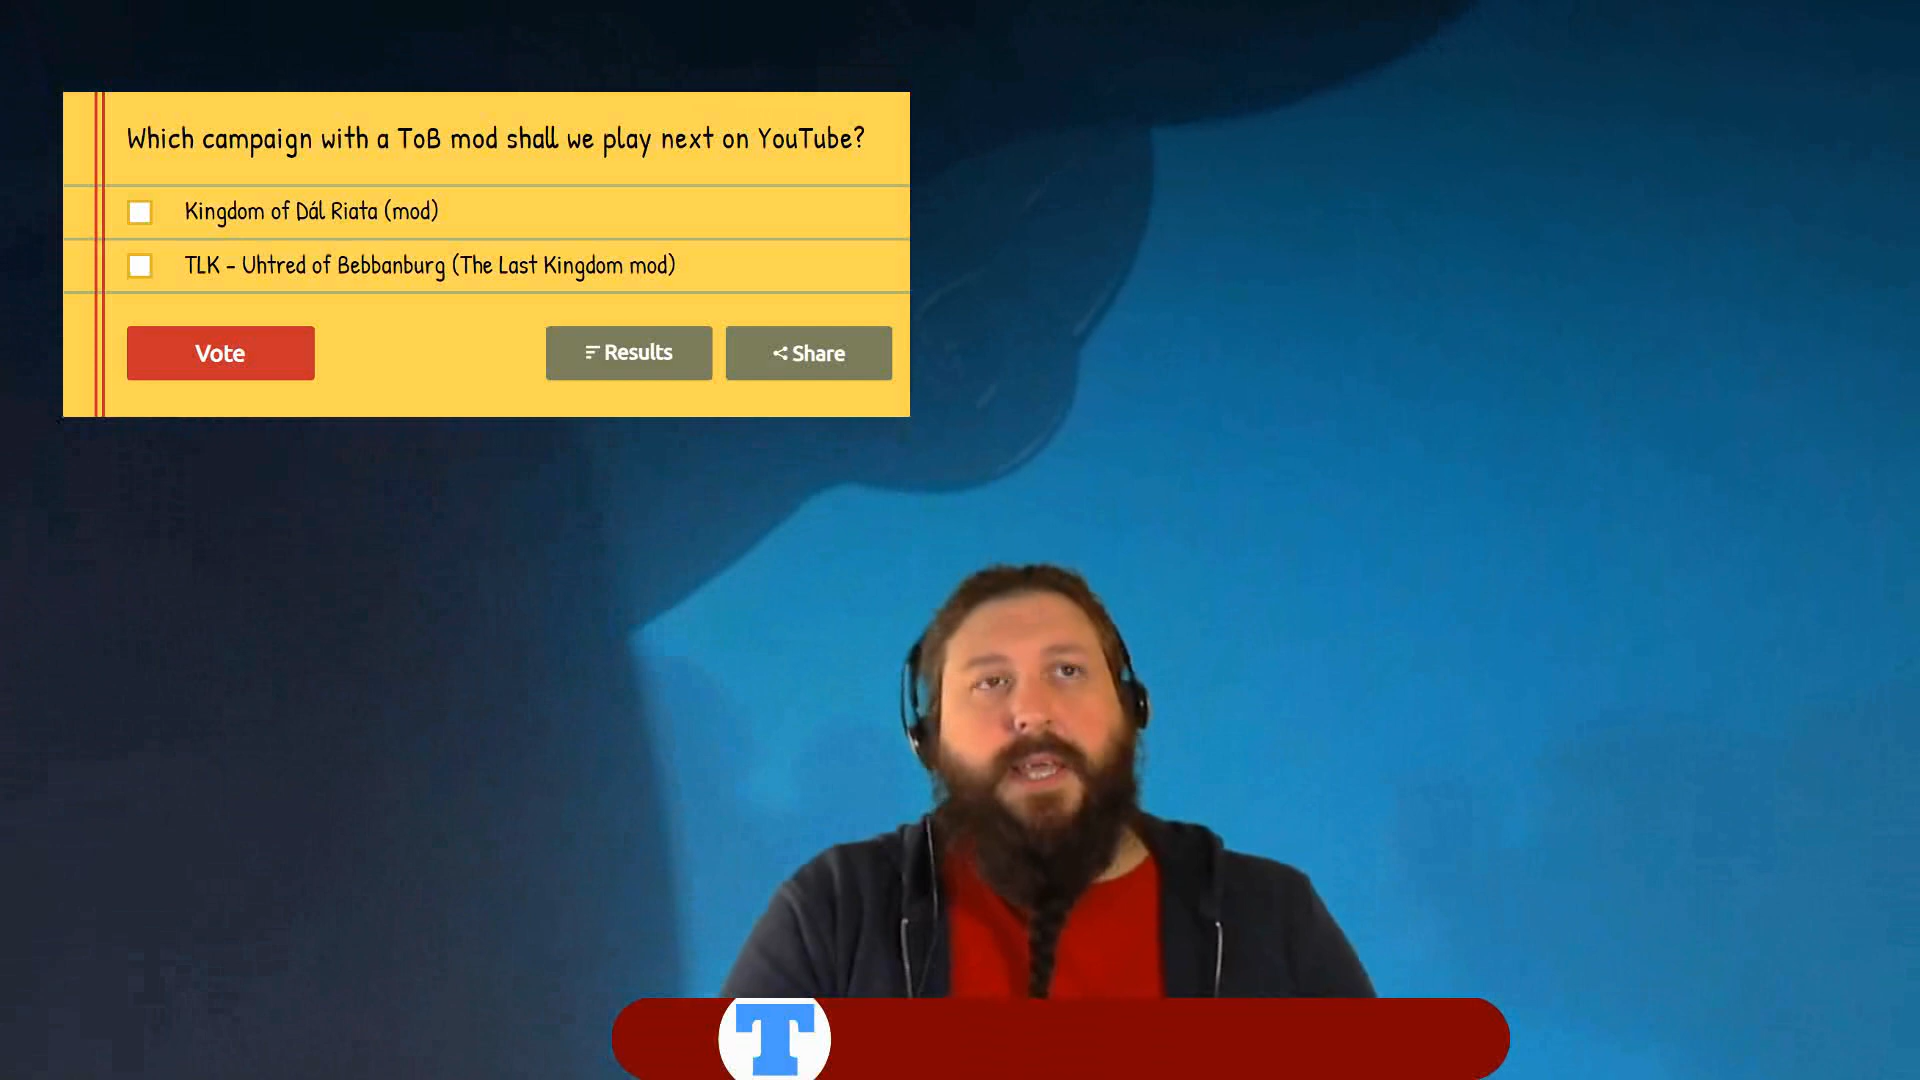 Which campaign with a ToB mod shall we play next on YouTube?
Kingdom of Dál Riata (mod)
TLK - Uhtred of Bebbanburg (The Last Kingdom mod)
Vote
Results
Share
T